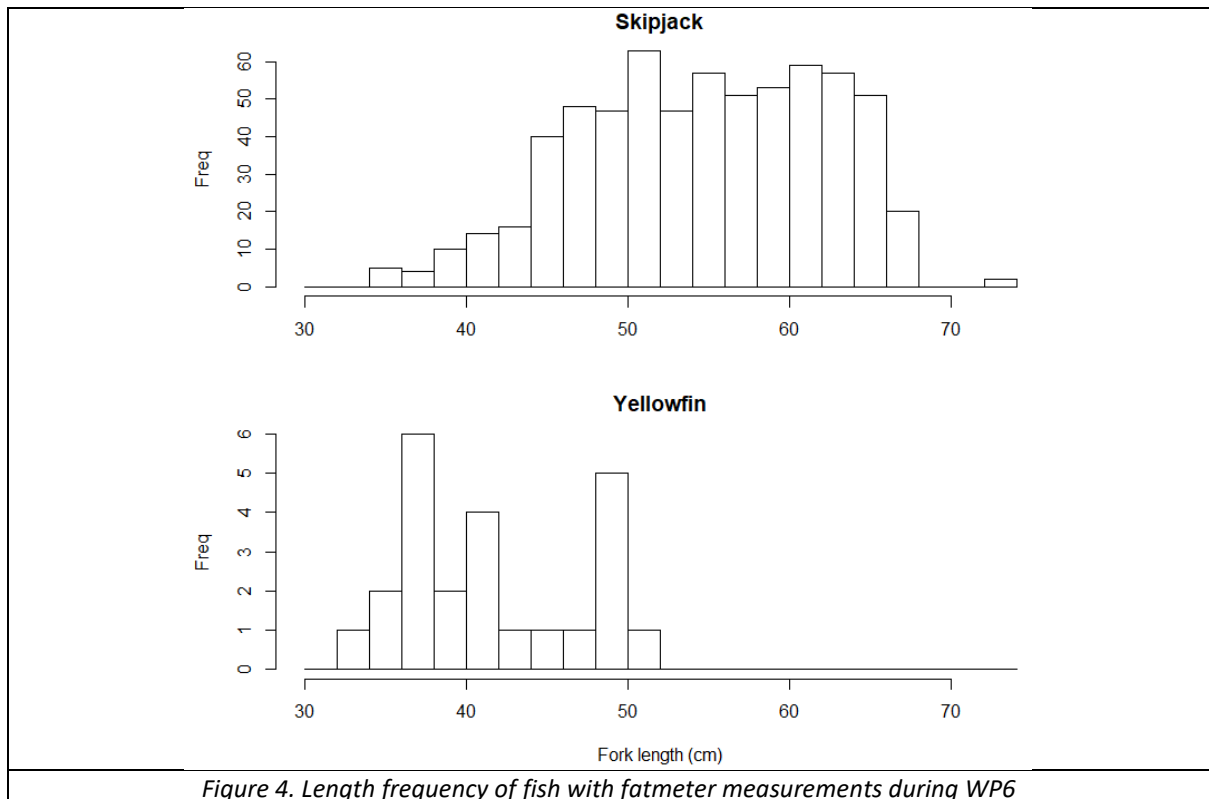 Skipjack
60
50
40
30
20
10
0
Freq
30 40 50 60 70
Yellowfin
6
5
4
3
2
1
0
Freq
30 40 50 60 70
Fork length (cm)
Figure 4. Length frequency of fish with fatmeter measurements during WP6